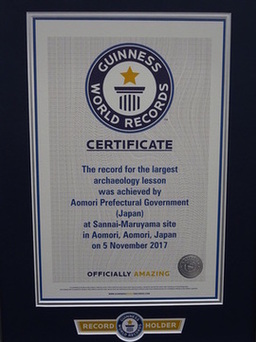 GUINNESS
WORLD RECORDS
CERTIFICATE
The record for the largest
archaeology lesson
was achieved by
Aomori Prefectural Government
(Japan)
at Sannai-Maruyama site
in Aomori, Aomori, Japan
on 5 November 2017
OFFICIALLY AMAZING
RECORD HOLDER